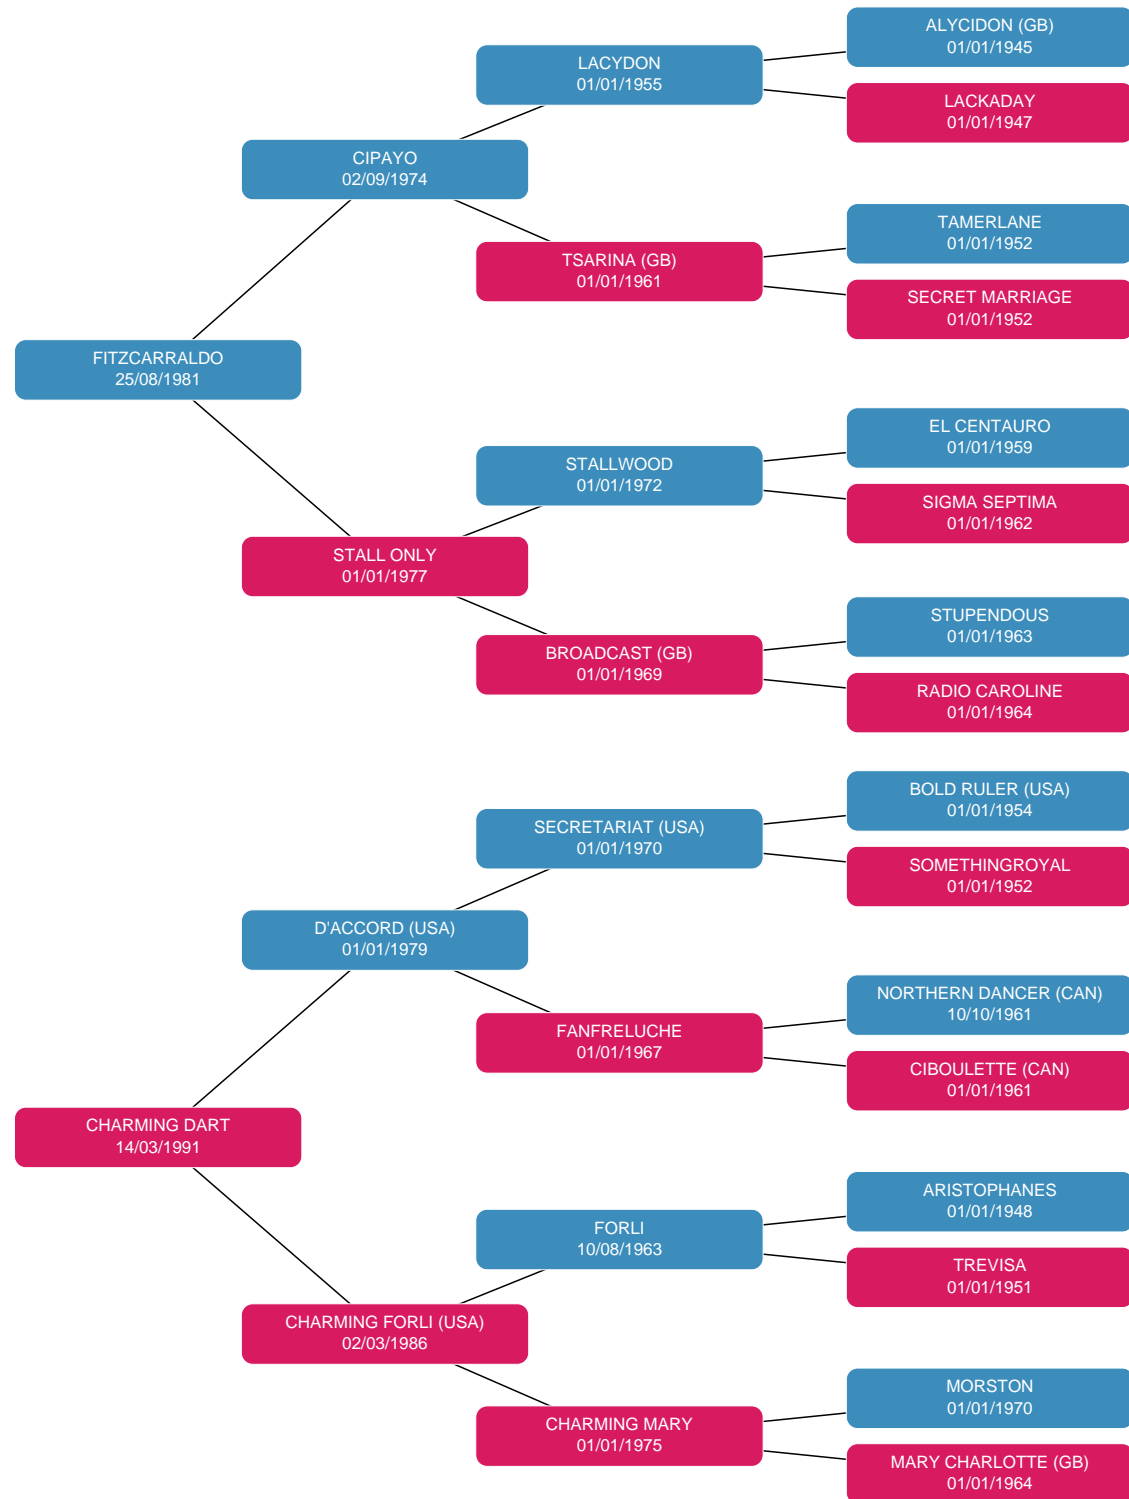 ALYCIDON (GB)
01/01/1945
LACYDON
01/01/1955
LACKADAY
01/01/1947
CIPAYO
02/09/1974
TAMERLANE
01/01/1952
TSARINA (GB)
01/01/1961
SECRET MARRIAGE
01/01/1952
FITZCARRALDO
25/08/1981
EL CENTAURO
01/01/1959
STALLWOOD
01/01/1972
SIGMA SEPTIMA
01/01/1962
STALL ONLY
01/01/1977
STUPENDOUS
01/01/1963
BROADCAST (GB)
01/01/1969
RADIO CAROLINE
01/01/1964
BOLD RULER (USA)
01/01/1954
SECRETARIAT (USA)
01/01/1970
SOMETHINGROYAL
01/01/1952
D'ACCORD (USA)
01/01/1979
NORTHERN DANCER (CAN)
10/10/1961
FANFRELUCHE
01/01/1967
CIBOULETTE (CAN)
01/01/1961
CHARMING DART
14/03/1991
ARISTOPHANES
01/01/1948
FORLI
10/08/1963
TREVISA
01/01/1951
CHARMING FORLI (USA)
02/03/1986
MORSTON
01/01/1970
CHARMING MARY
01/01/1975
MARY CHARLOTTE (GB)
01/01/1964